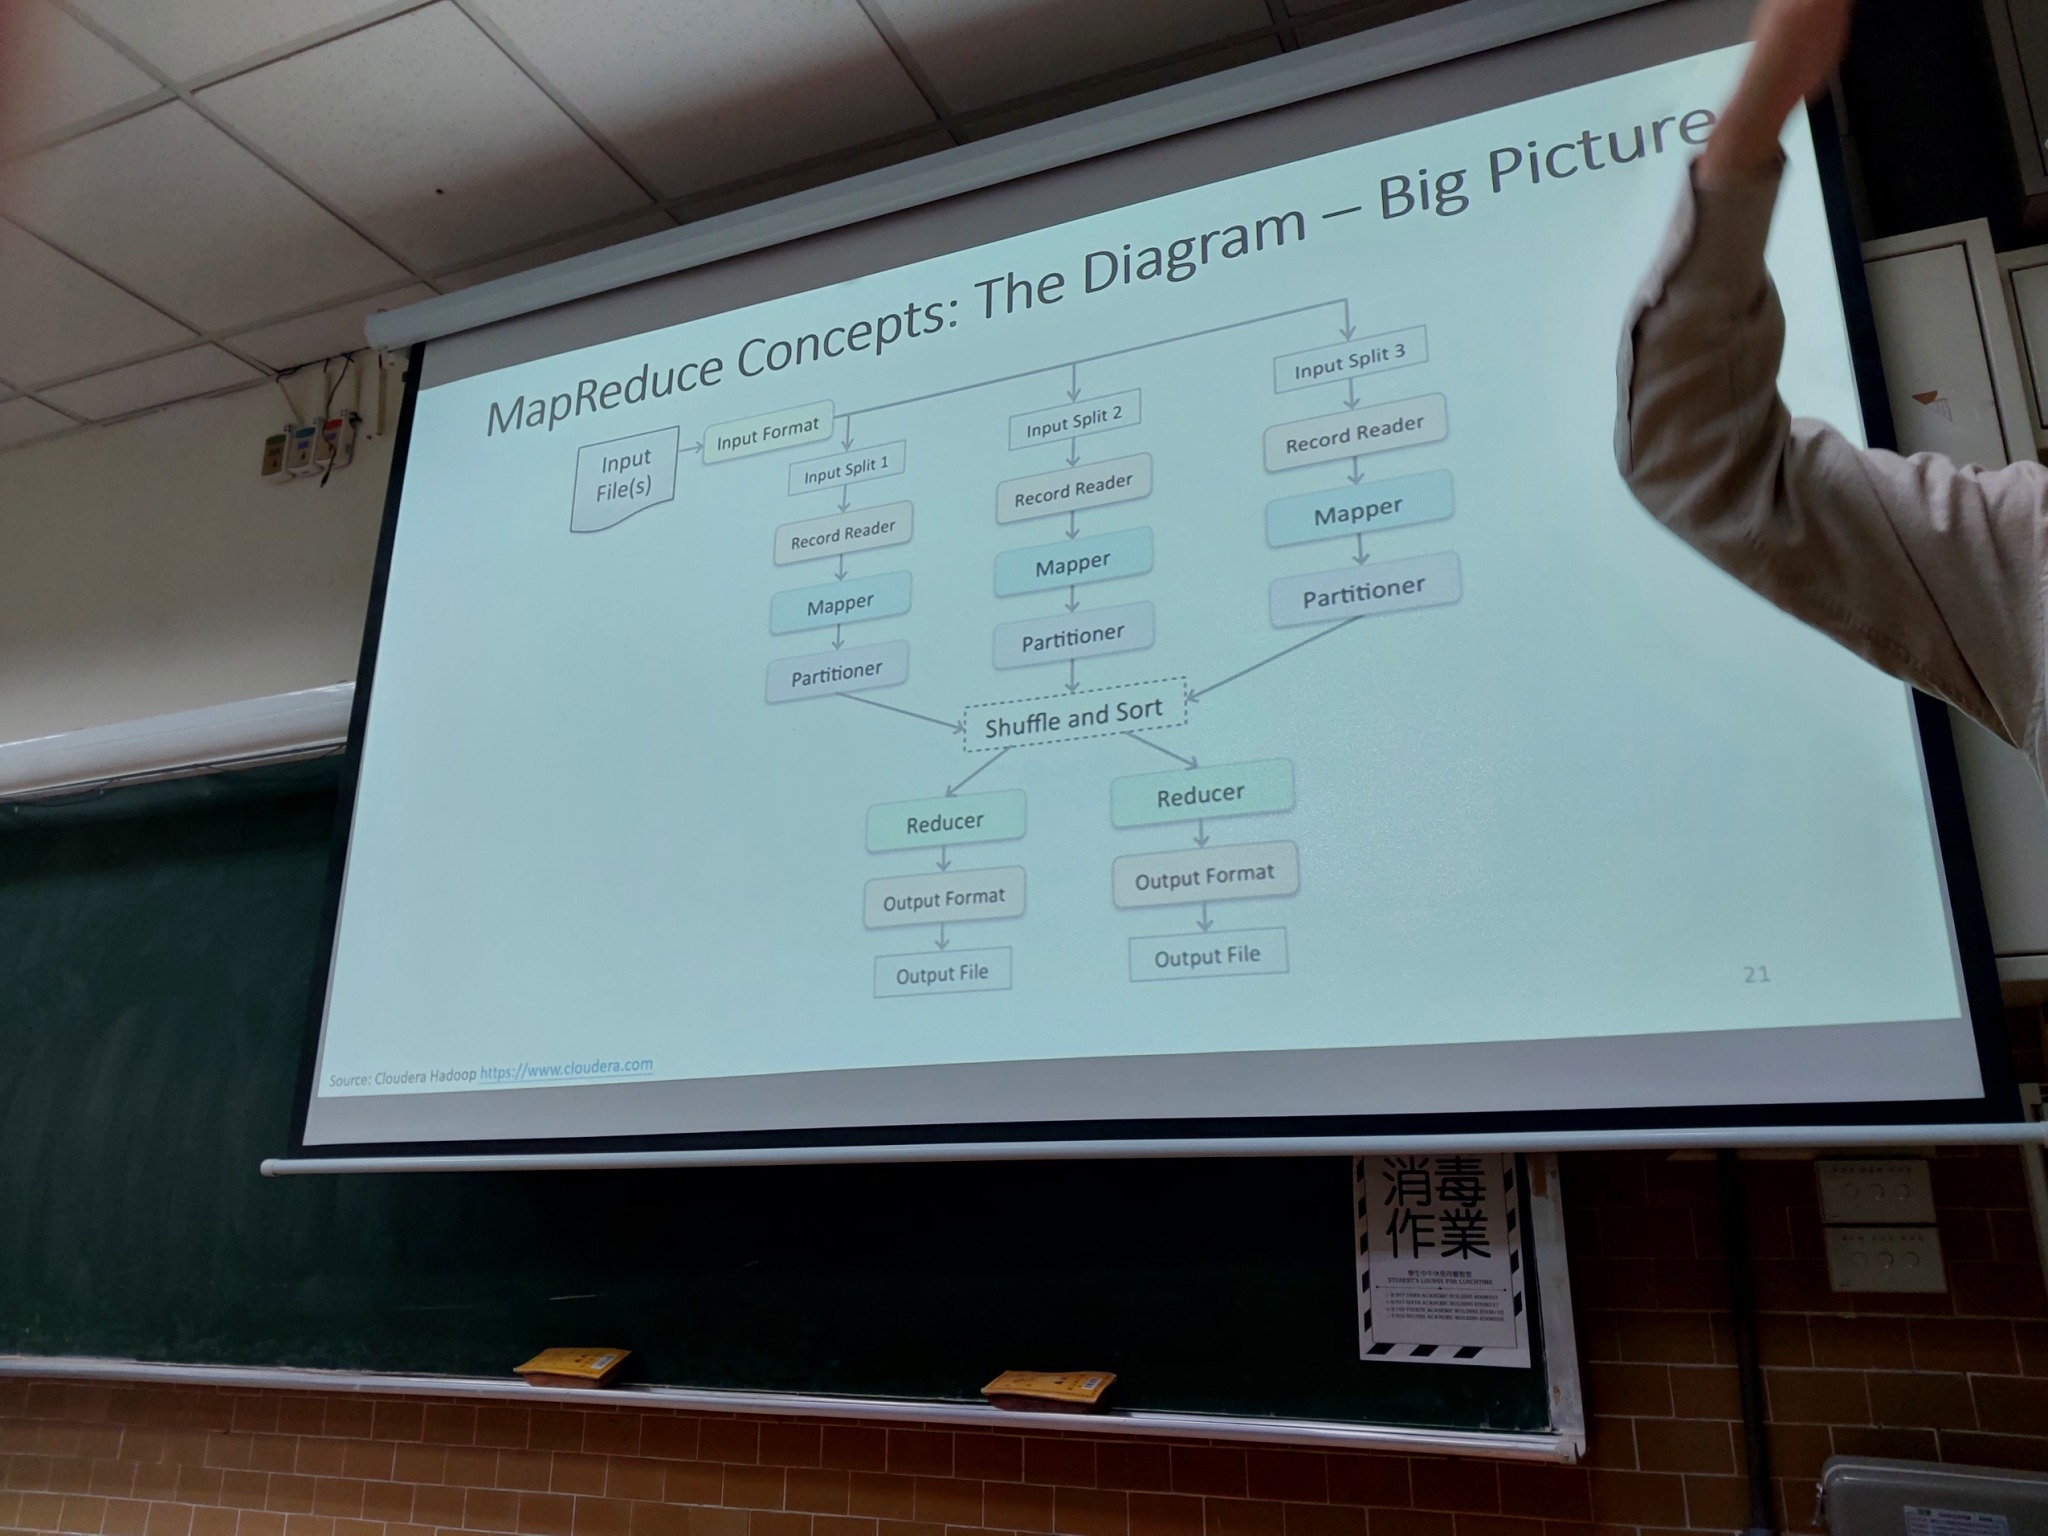 MapReduce Concepts: The Diagram – Big Picture
Input
File(s)
Input Format
Input Split 1
Record Reader
Mapper
Partitioner
Input Split 2
Record Reader
Mapper
Partitioner
Input Split 3
Record Reader
Mapper
Partitioner
Shuffle and Sort
Reducer
Output Format
Output File
Reducer
Output Format
Output File
21
Source: Cloudera Hadoop https://www.cloudera.com
消毒
作業
STUDENT'S LOUNGE FOR LUNCHTIME